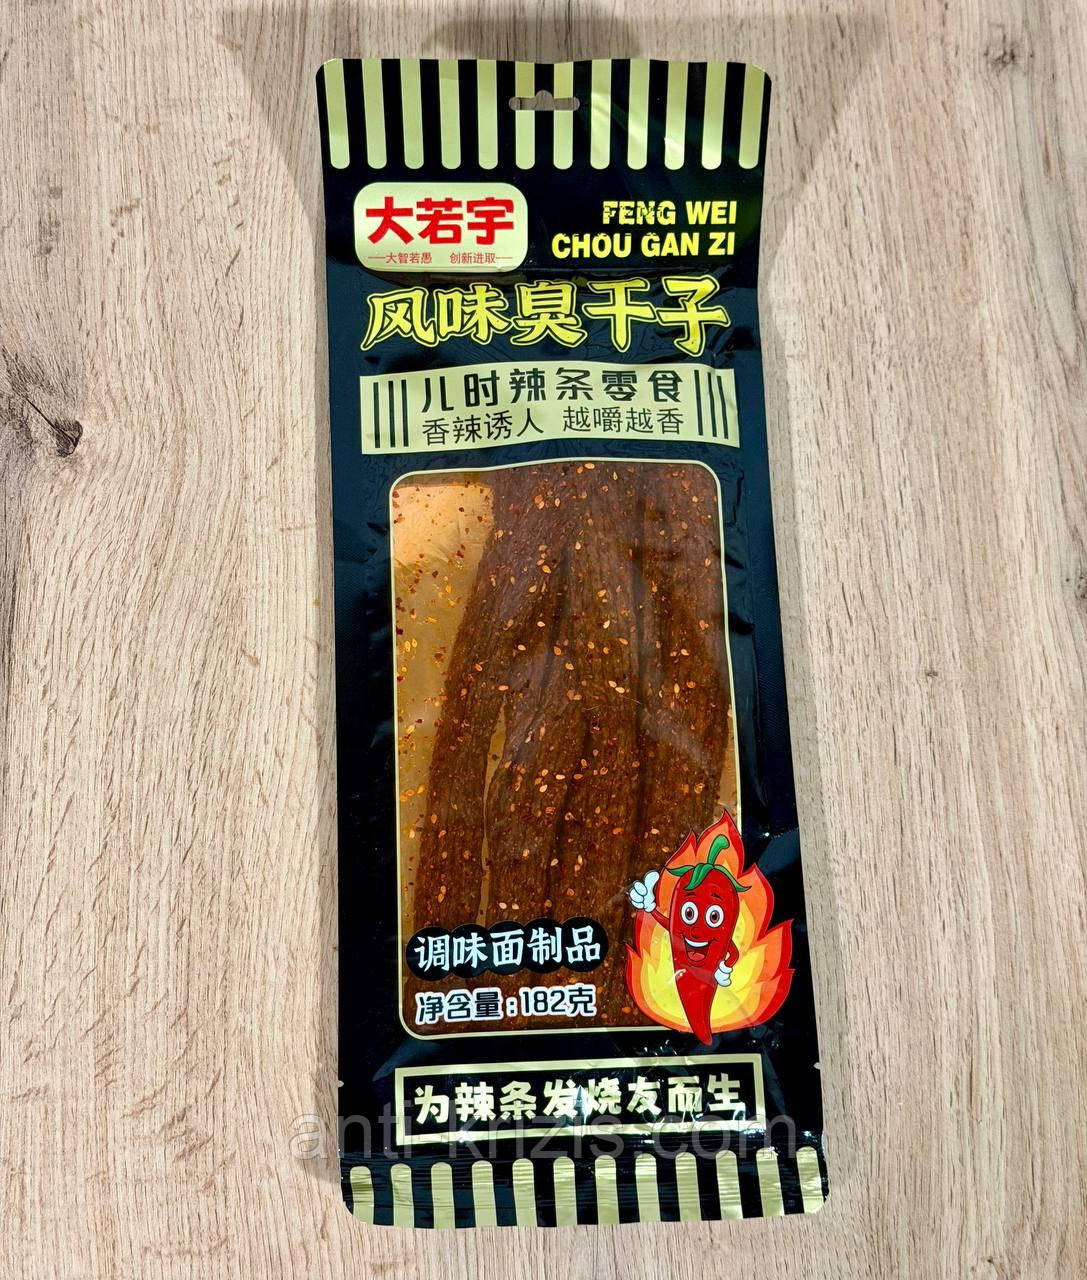 大若宇
大智若愚 创新进取
FENG WEI
CHOU GAN ZI
风味臭干子
儿时辣条零食
香辣诱人 越嚼越香
调味面制品
净含量:182克
为辣条发烧友而生
anti-krizis.com